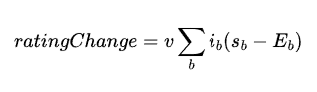 ratingChange = v ∑_b i_b(s_b − E_b)